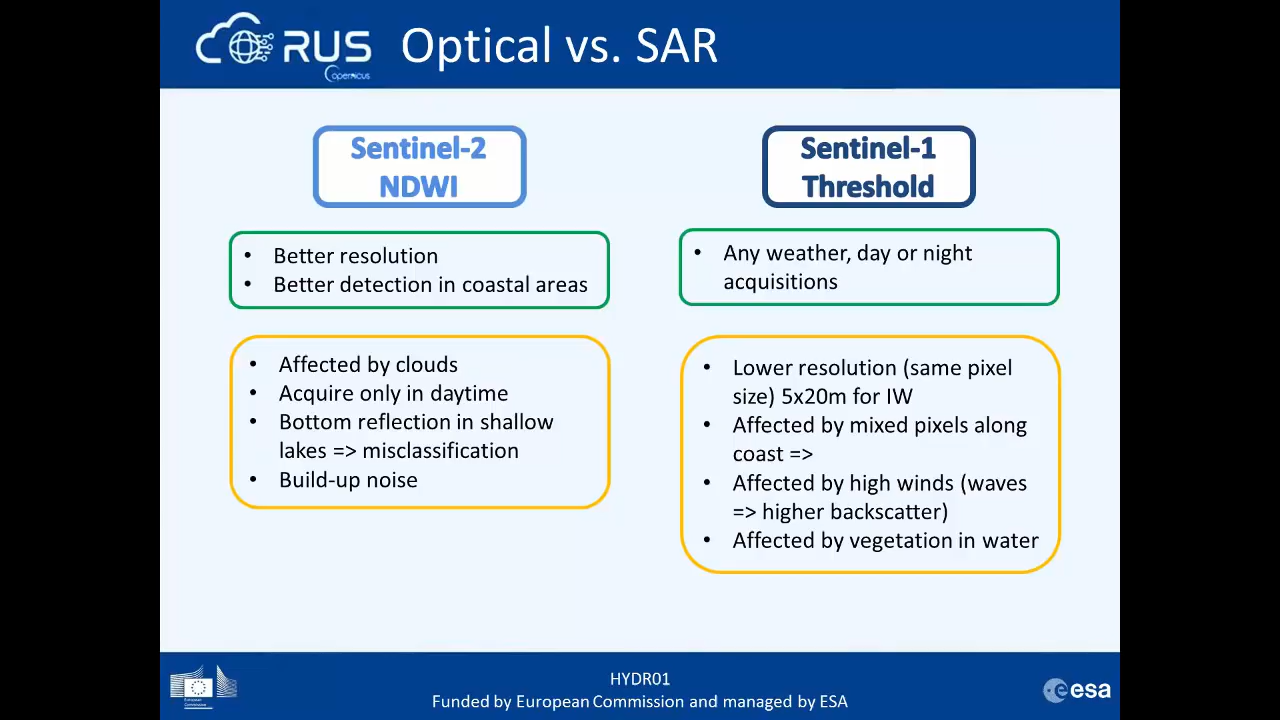 RUS
Copernicus
Optical vs. SAR
Sentinel-2
NDWI
• Better resolution
• Better detection in coastal areas
• Affected by clouds
• Acquire only in daytime
• Bottom reflection in shallow
lakes => misclassification
• Build-up noise
Sentinel-1
Threshold
• Any weather, day or night
acquisitions
• Lower resolution (same pixel
size) 5x20m for IW
• Affected by mixed pixels along
coast =>
• Affected by high winds (waves
=> higher backscatter)
• Affected by vegetation in water
European
Commission
HYDR01
Funded by European Commission and managed by ESA
esa